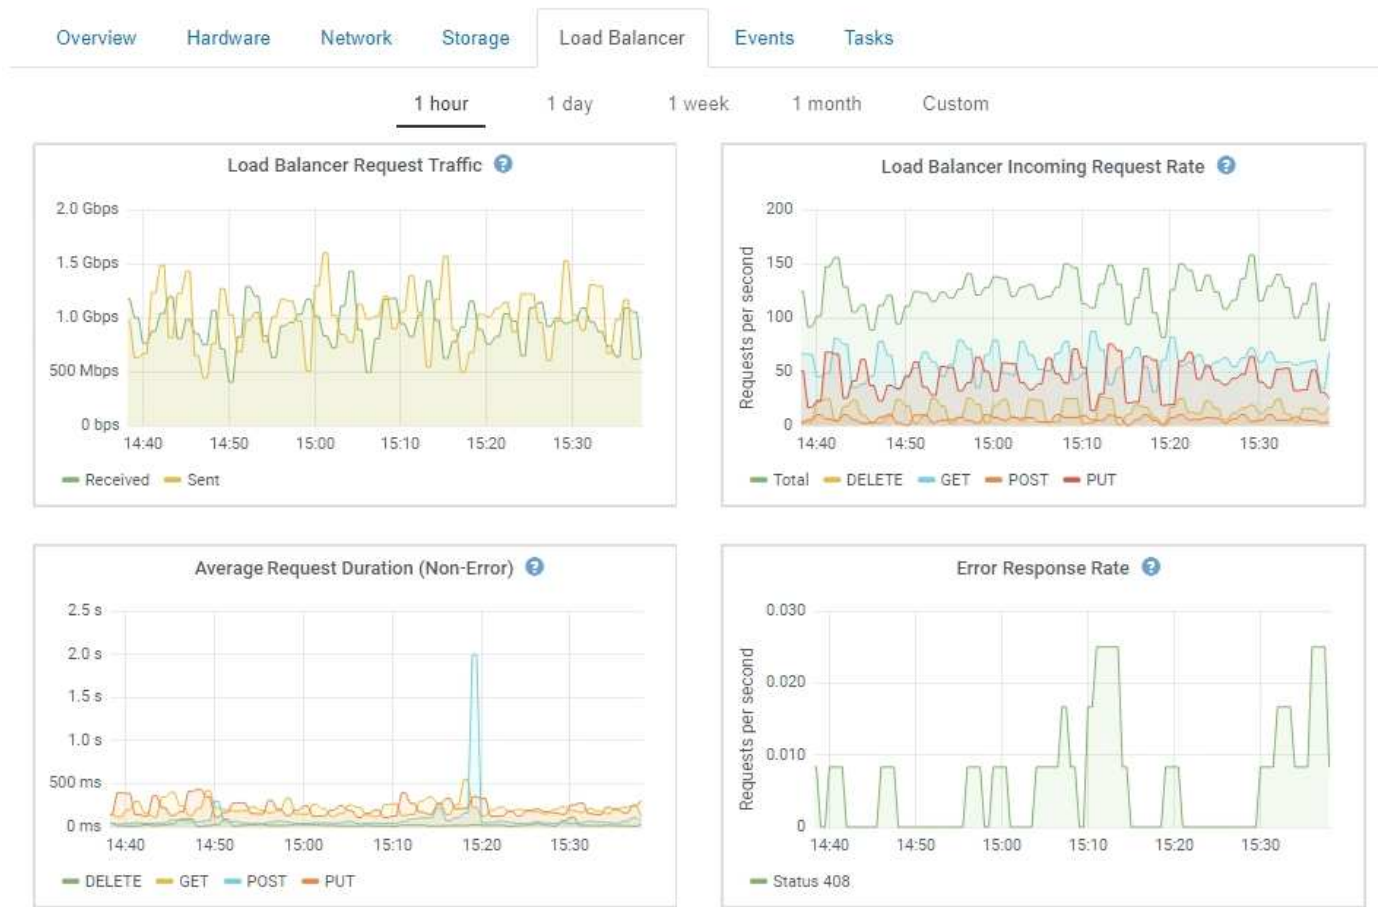 Overview Hardware Network Storage Load Balancer Events Tasks
1 hour 1 day 1 week 1 month Custom
Load Balancer Request Traffic ?
2.0 Gbps
1.5 Gbps
1.0 Gbps
500 Mbps
0 bps
14:40 14:50 15:00 15:10 15:20 15:30
Received Sent
Load Balancer Incoming Request Rate ?
Requests per second
200
150
100
50
0
14:40 14:50 15:00 15:10 15:20 15:30
Total DELETE GET POST PUT
Average Request Duration (Non-Error) ?
2.5 s
2.0 s
1.5 s
1.0 s
500 ms
0 ms
14:40 14:50 15:00 15:10 15:20 15:30
DELETE GET POST PUT
Error Response Rate ?
Requests per second
0.030
0.020
0.010
0
14:40 14:50 15:00 15:10 15:20 15:30
Status 408